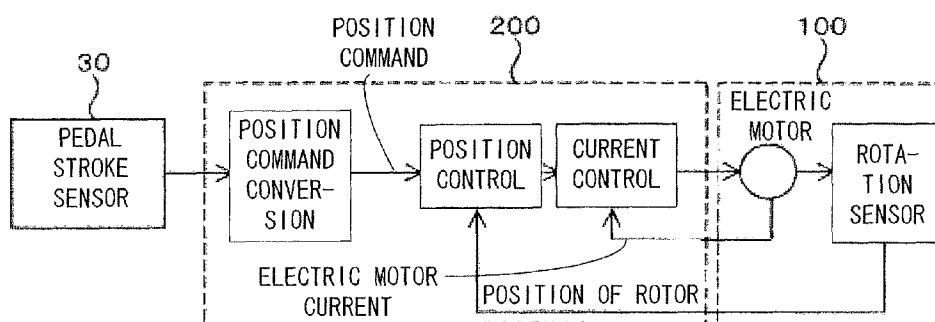 30
PEDAL
STROKE
SENSOR
POSITION
COMMAND
200
POSITION
COMMAND
CONVER-
SION
POSITION
CONTROL
CURRENT
CONTROL
100
ELECTRIC
MOTOR
ROTA-
TION
SENSOR
ELECTRIC MOTOR
CURRENT
POSITION OF ROTOR